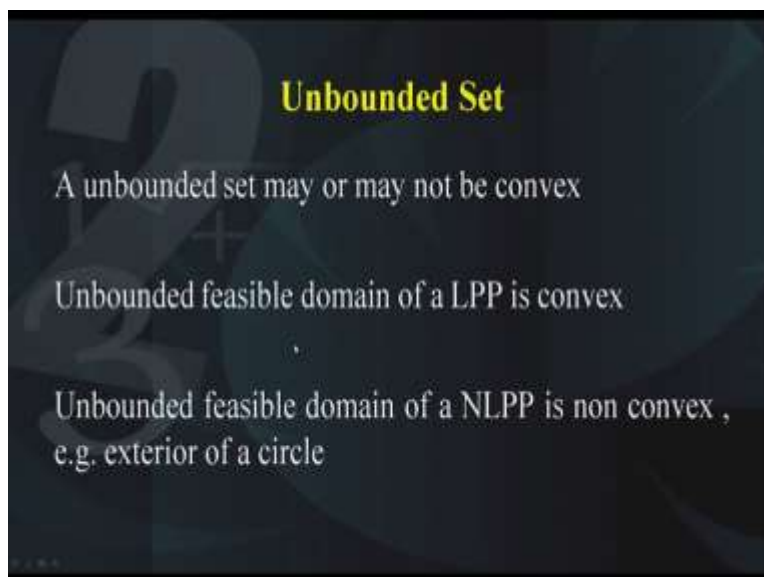 Unbounded Set
A unbounded set may or may not be convex
Unbounded feasible domain of a LPP is convex
Unbounded feasible domain of a NLPP is non convex ,
e.g. exterior of a circle